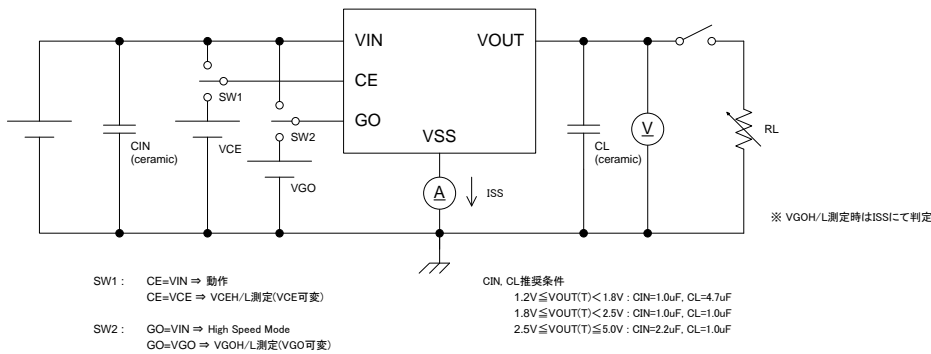 VIN
VOUT
CE
SW1
GO
SW2
VSS
CIN
(ceramic)
VCE
VGO
A
ISS
CL
(ceramic)
V
RL
※ VGOH/L測定時はISSにて判定
SW1 : CE=VIN ⇒ 動作
CE=VCE ⇒ VCEH/L測定(VCE可変)
SW2 : GO=VIN ⇒ High Speed Mode
GO=VGO ⇒ VGOH/L測定(VGO可変)
CIN, CL推奨条件
1.2V≦VOUT(T)<1.8V : CIN=1.0uF, CL=4.7uF
1.8V≦VOUT(T)<2.5V : CIN=1.0uF, CL=1.0uF
2.5V≦VOUT(T)≦5.0V : CIN=2.2uF, CL=1.0uF